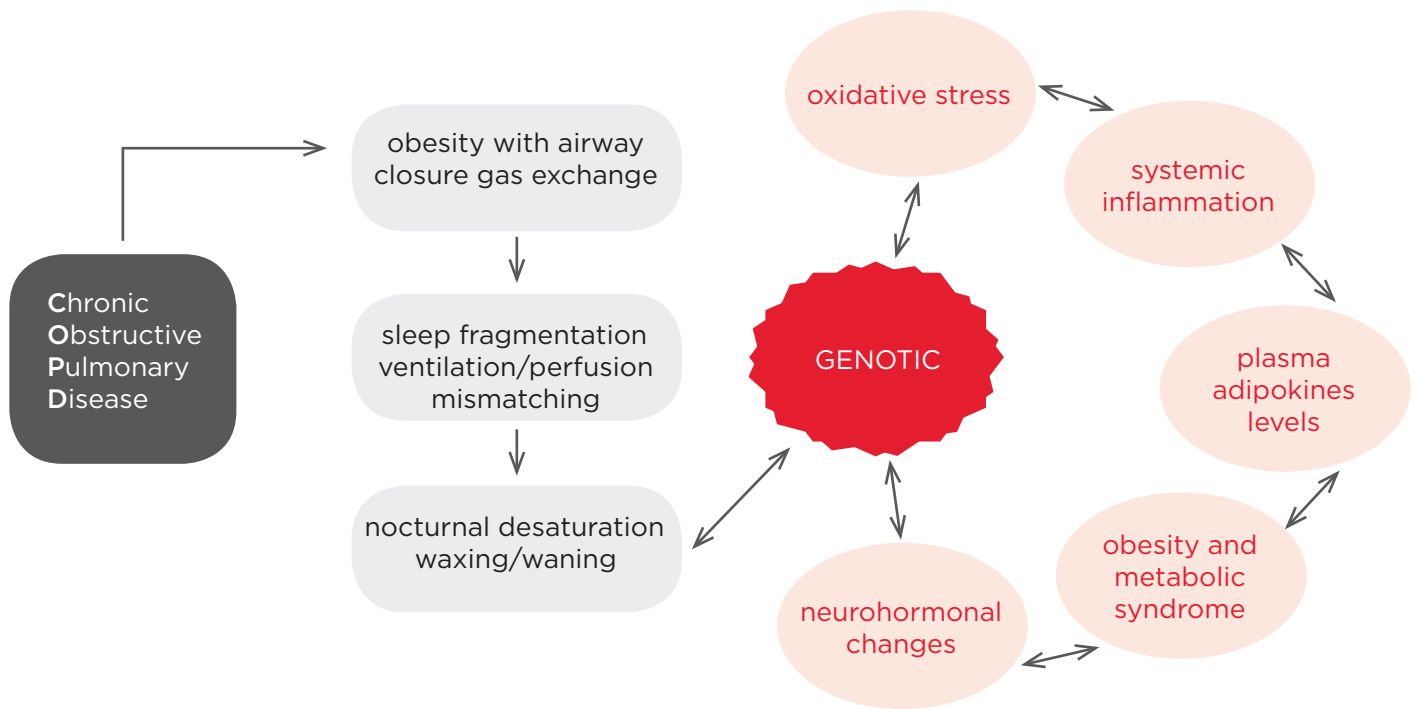 Chronic
Obstructive
Pulmonary
Disease
obesity with airway
closure gas exchange
sleep fragmentation
ventilation/perfusion
mismatching
nocturnal desaturation
waxing/waning
GENOTIC
oxidative stress
systemic
inflammation
plasma
adipokines
levels
obesity and
metabolic
syndrome
neurohormonal
changes